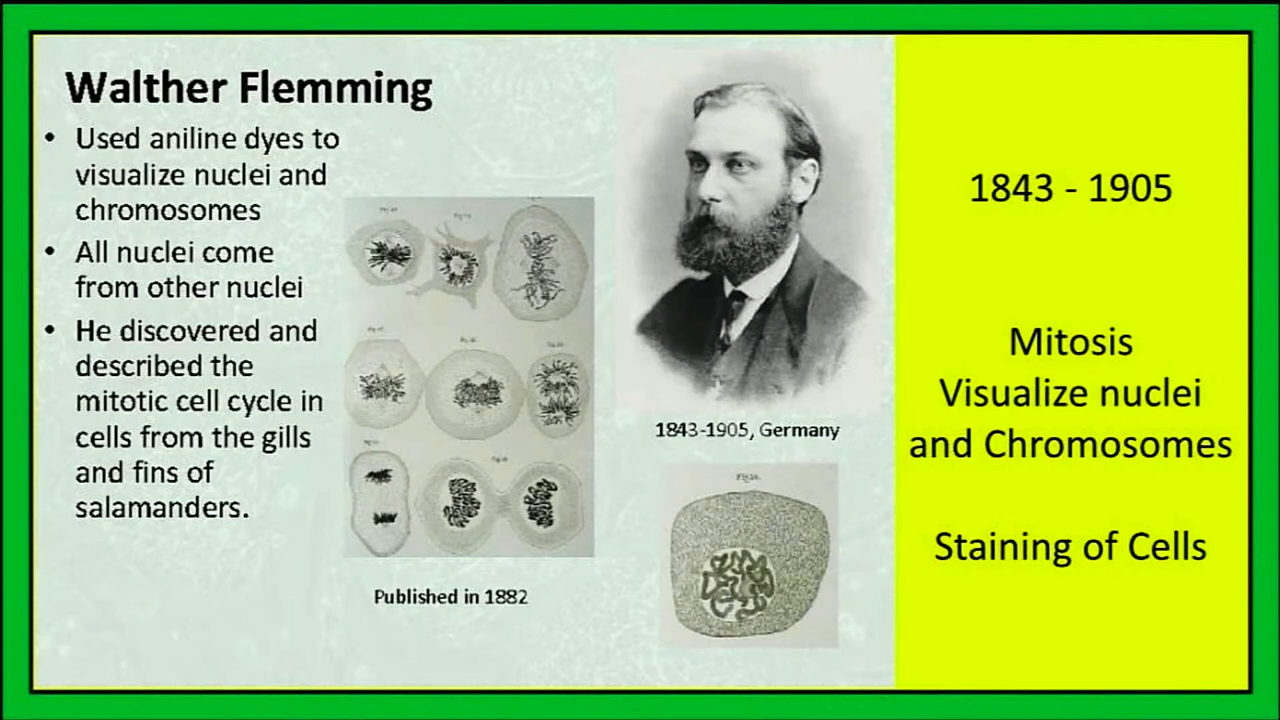 Walther Flemming
• Used aniline dyes to
visualize nuclei and
chromosomes
• All nuclei come
from other nuclei
• He discovered and
described the
mitotic cell cycle in
cells from the gills
and fins of
salamanders.
Published in 1882
1843-1905, Germany
1843 - 1905
Mitosis
Visualize nuclei
and Chromosomes
Staining of Cells